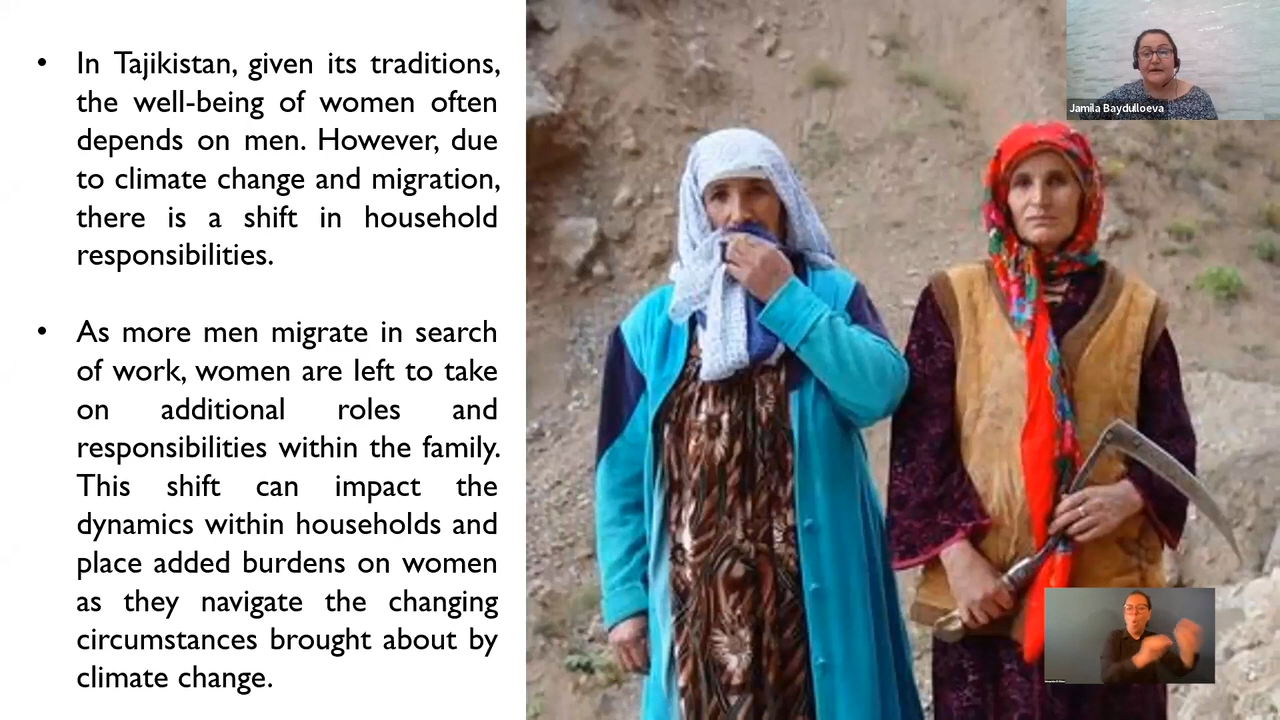 • In Tajikistan, given its traditions,
the well-being of women often
depends on men. However, due
to climate change and migration,
there is a shift in household
responsibilities.
• As more men migrate in search
of work, women are left to take
on additional roles and
responsibilities within the family.
This shift can impact the
dynamics within households and
place added burdens on women
as they navigate the changing
circumstances brought about by
climate change.
Jamila Baydulloeva